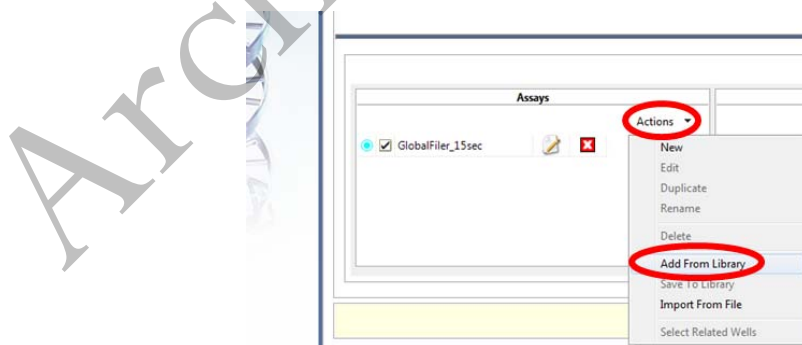 Arc
Assays
Actions
GlobalFiler_15sec
New
Edit
Duplicate
Rename
Delete
Add From Library
Save To Library
Import From File
Select Related Wells